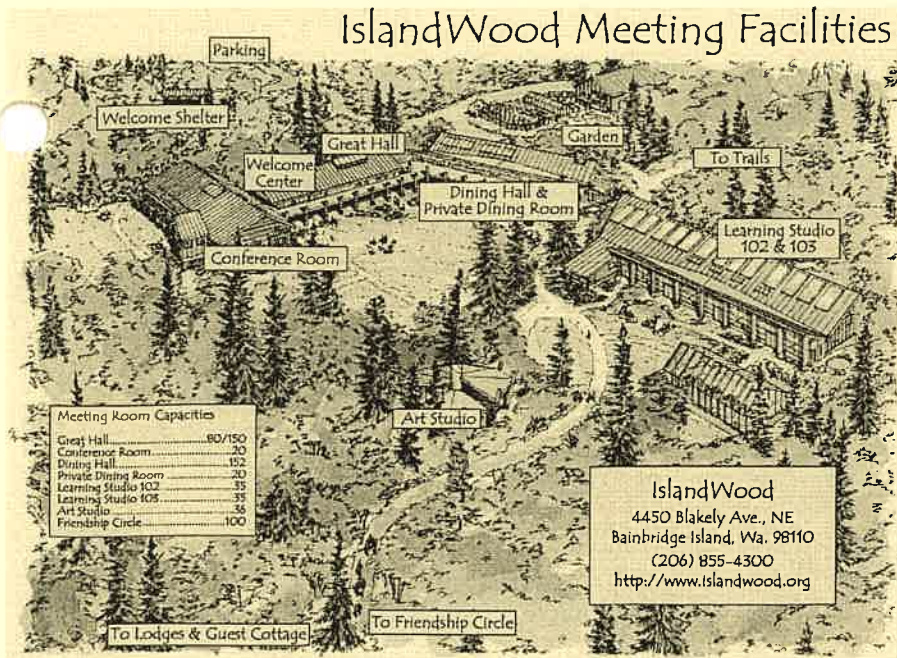 IslandWood Meeting Facilities
Parking
Welcome Shelter
Great Hall
Garden
Welcome
Center
To Trails
Dining Hall &
Private Dining Room
Learning Studio
102 & 103
Conference Room
Art Studio
Meeting Room Capacities
Great Hall 80/150
Conference Room 20
Dining Hall 152
Private Dining Room 20
Learning Studio 102 35
Learning Studio 103 35
Art Studio 36
Friendship Circle 100
IslandWood
4450 Blakely Ave., NE
Bainbridge Island, Wa. 98110
(206) 855-4300
http://www.islandwood.org
To Lodges & Guest Cottage
To Friendship Circle